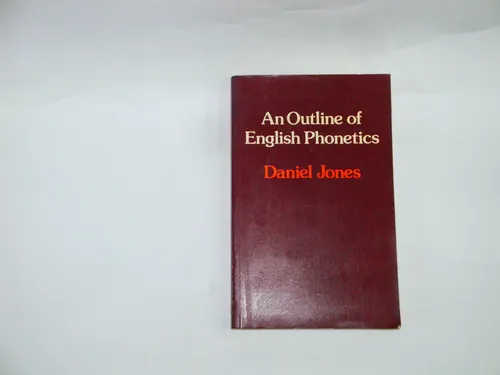 An Outline of
English Phonetics
Daniel Jones